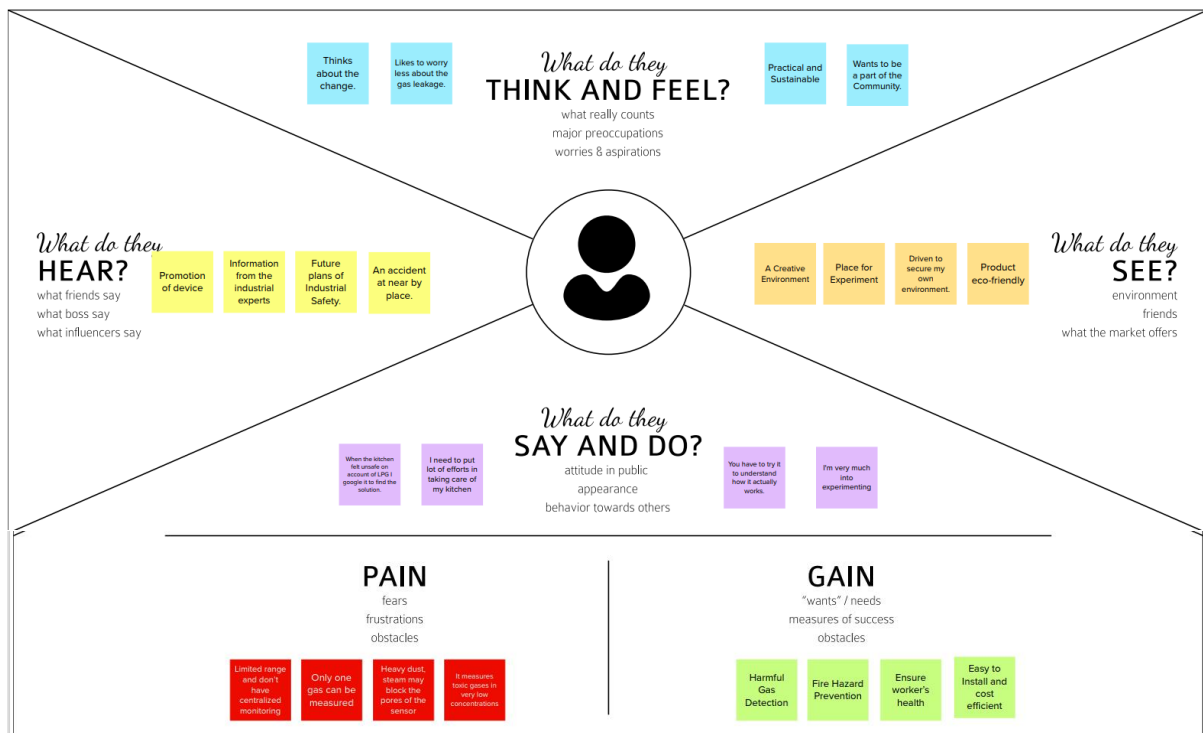 Thinks
about the
change.
Likes to worry
less about the
gas leakage.
What do they
THINK AND FEEL?
what really counts
major preoccupations
worries & aspirations
Practical and
Sustainable
Wants to be
a part of the
Community.
What do they
HEAR?
what friends say
what boss say
what influencers say
Promotion
of device
Information
from the
industrial
experts
Future
plans of
Industrial
Safety.
An accident
at near by
place.
A Creative
Environment
Place for
Experiment
Driven to
secure my
own
environment.
Product
eco-friendly
What do they
SEE?
environment
friends
what the market offers
What do they
SAY AND DO?
attitude in public
appearance
behavior towards others
When the kitchen
felt unsafe on
account of LPG I
google it to find the
solution.
I need to put
lot of efforts in
taking care of
my kitchen
You have to try it
to understand
how it actually
works.
I'm very much
into
experimenting
PAIN
fears
frustrations
obstacles
Limited range
and don't
have
centralized
monitoring
Only one
gas can be
measured
Heavy dust,
steam may
block the
pores of the
sensor
It measures
toxic gases in
very low
concentrations
GAIN
"wants" / needs
measures of success
obstacles
Harmful
Gas
Detection
Fire Hazard
Prevention
Ensure
worker's
health
Easy to
Install and
cost
efficient